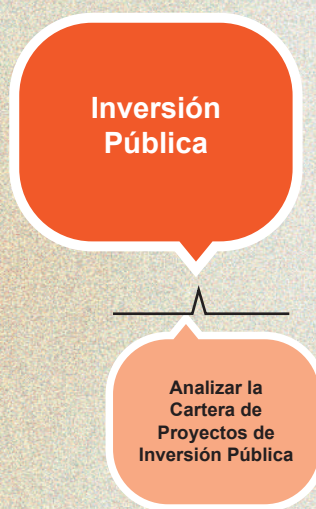 Inversión
Pública
Analizar la
Cartera de
Proyectos de
Inversión Pública